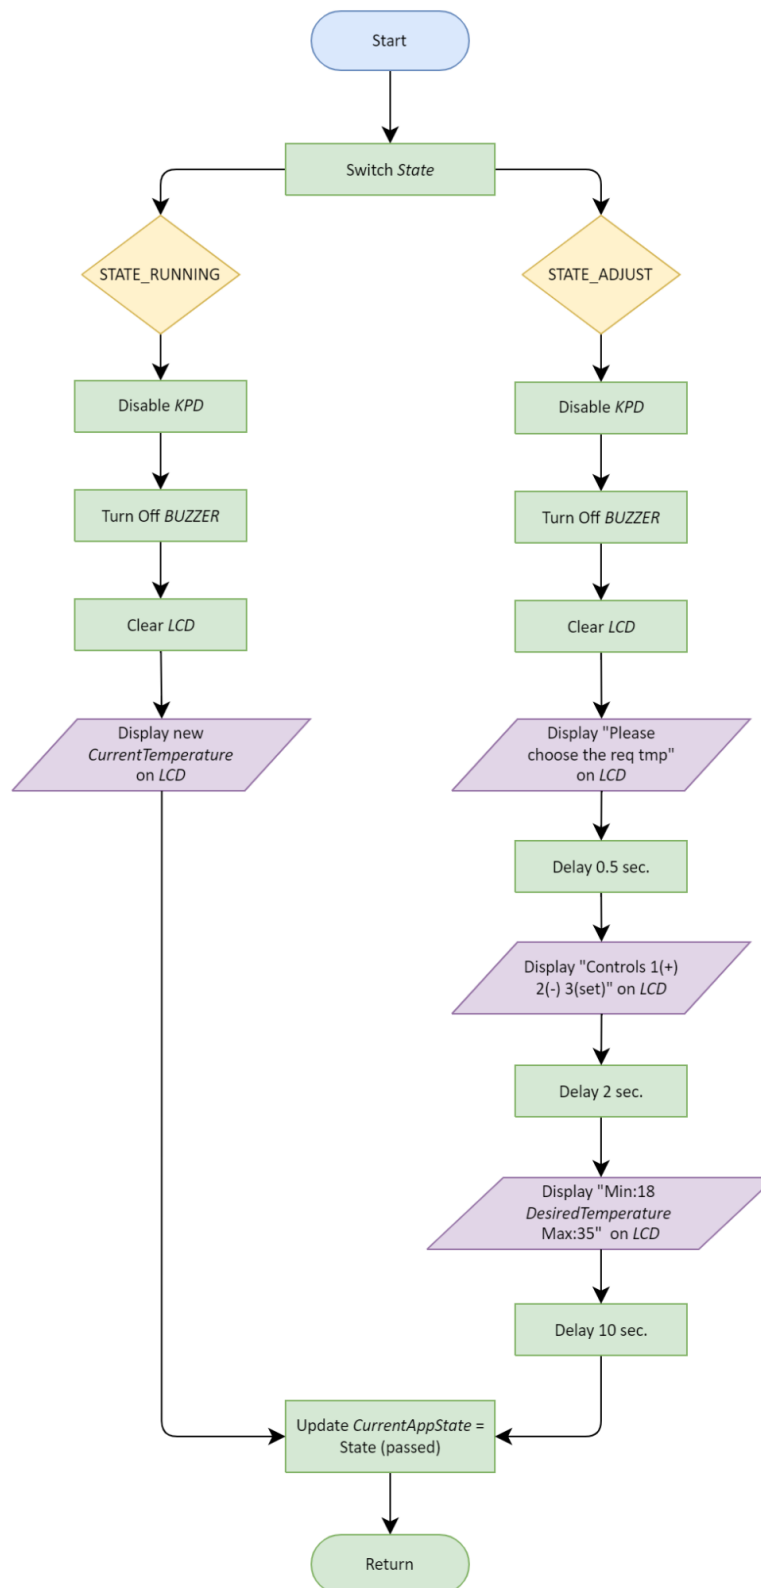 Start
Switch State
STATE_RUNNING
STATE_ADJUST
Disable KPD
Disable KPD
Turn Off BUZZER
Turn Off BUZZER
Clear LCD
Clear LCD
Display new
CurrentTemperature
on LCD
Display "Please
choose the req tmp"
on LCD
Delay 0.5 sec.
Display "Controls 1(+)
2(-) 3(set)" on LCD
Delay 2 sec.
Display "Min:18
DesiredTemperature
Max:35" on LCD
Delay 10 sec.
Update CurrentAppState =
State (passed)
Return